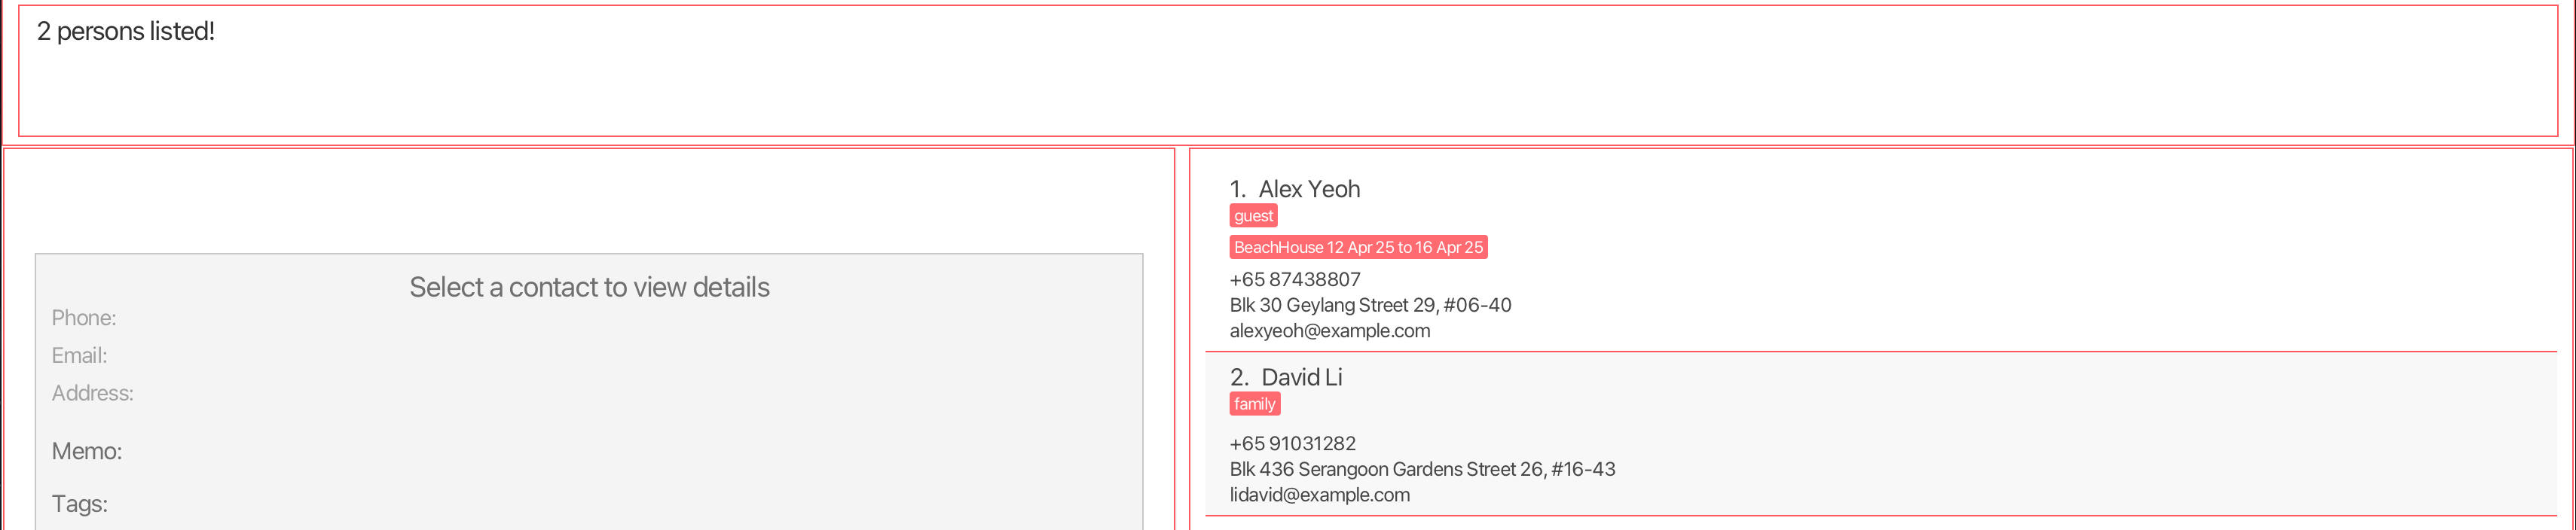 2 persons listed!
Select a contact to view details
Phone:
Email:
Address:
Memo:
Tags:
1. Alex Yeoh
guest
BeachHouse 12 Apr 25 to 16 Apr 25
+65 87438807
Blk 30 Geylang Street 29, #06-40
alexyeoh@example.com
2. David Li
family
+65 91031282
Blk 436 Serangoon Gardens Street 26, #16-43
lidavid@example.com